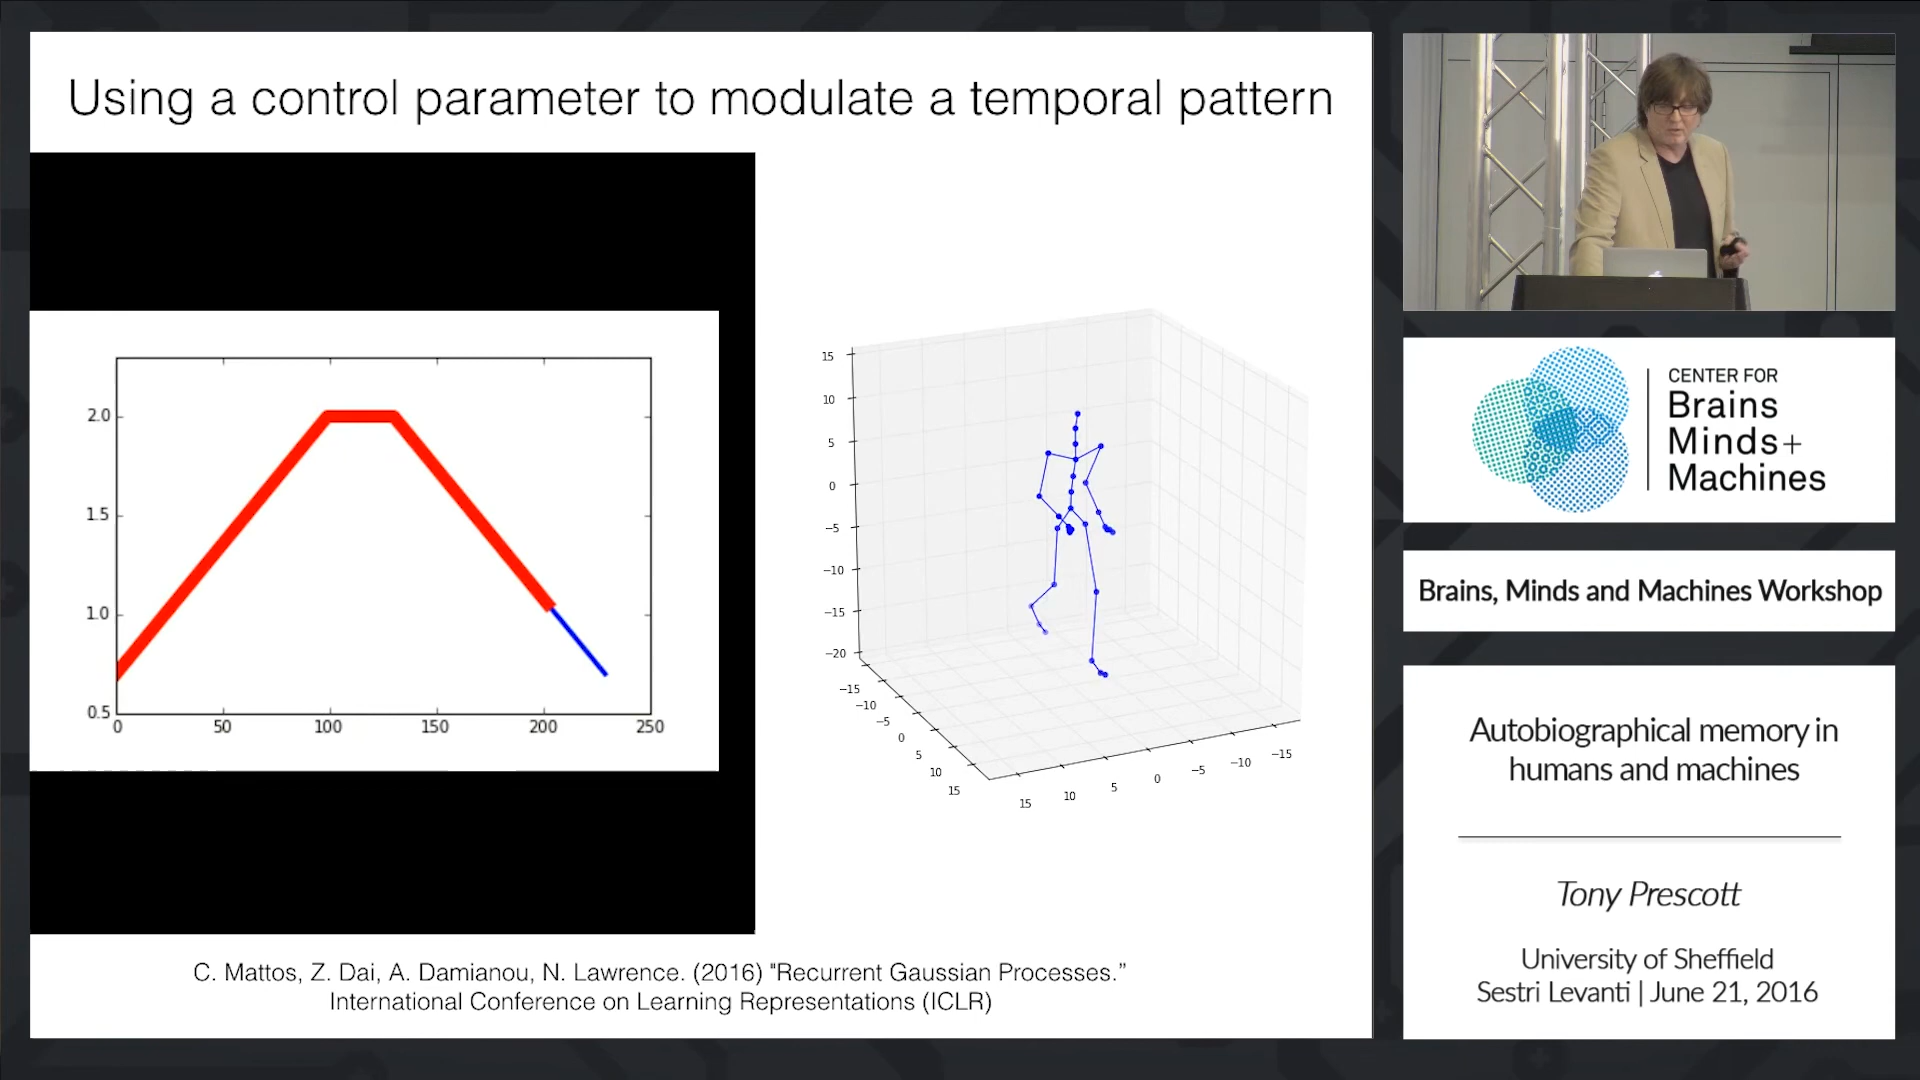 Using a control parameter to modulate a temporal pattern
2.0
1.5
1.0
0.5
0 50 100 150 200 250
15
10
5
0
−5
−10
−15
−20
−15
−10
−5
0
5
10
15
15 10 5 0 −5 −10 −15
C. Mattos, Z. Dai, A. Damianou, N. Lawrence. (2016) "Recurrent Gaussian Processes.”
International Conference on Learning Representations (ICLR)
CENTER FOR
Brains
Minds+
Machines
Brains, Minds and Machines Workshop
Autobiographical memory in
humans and machines
Tony Prescott
University of Sheffield
Sestri Levanti | June 21, 2016